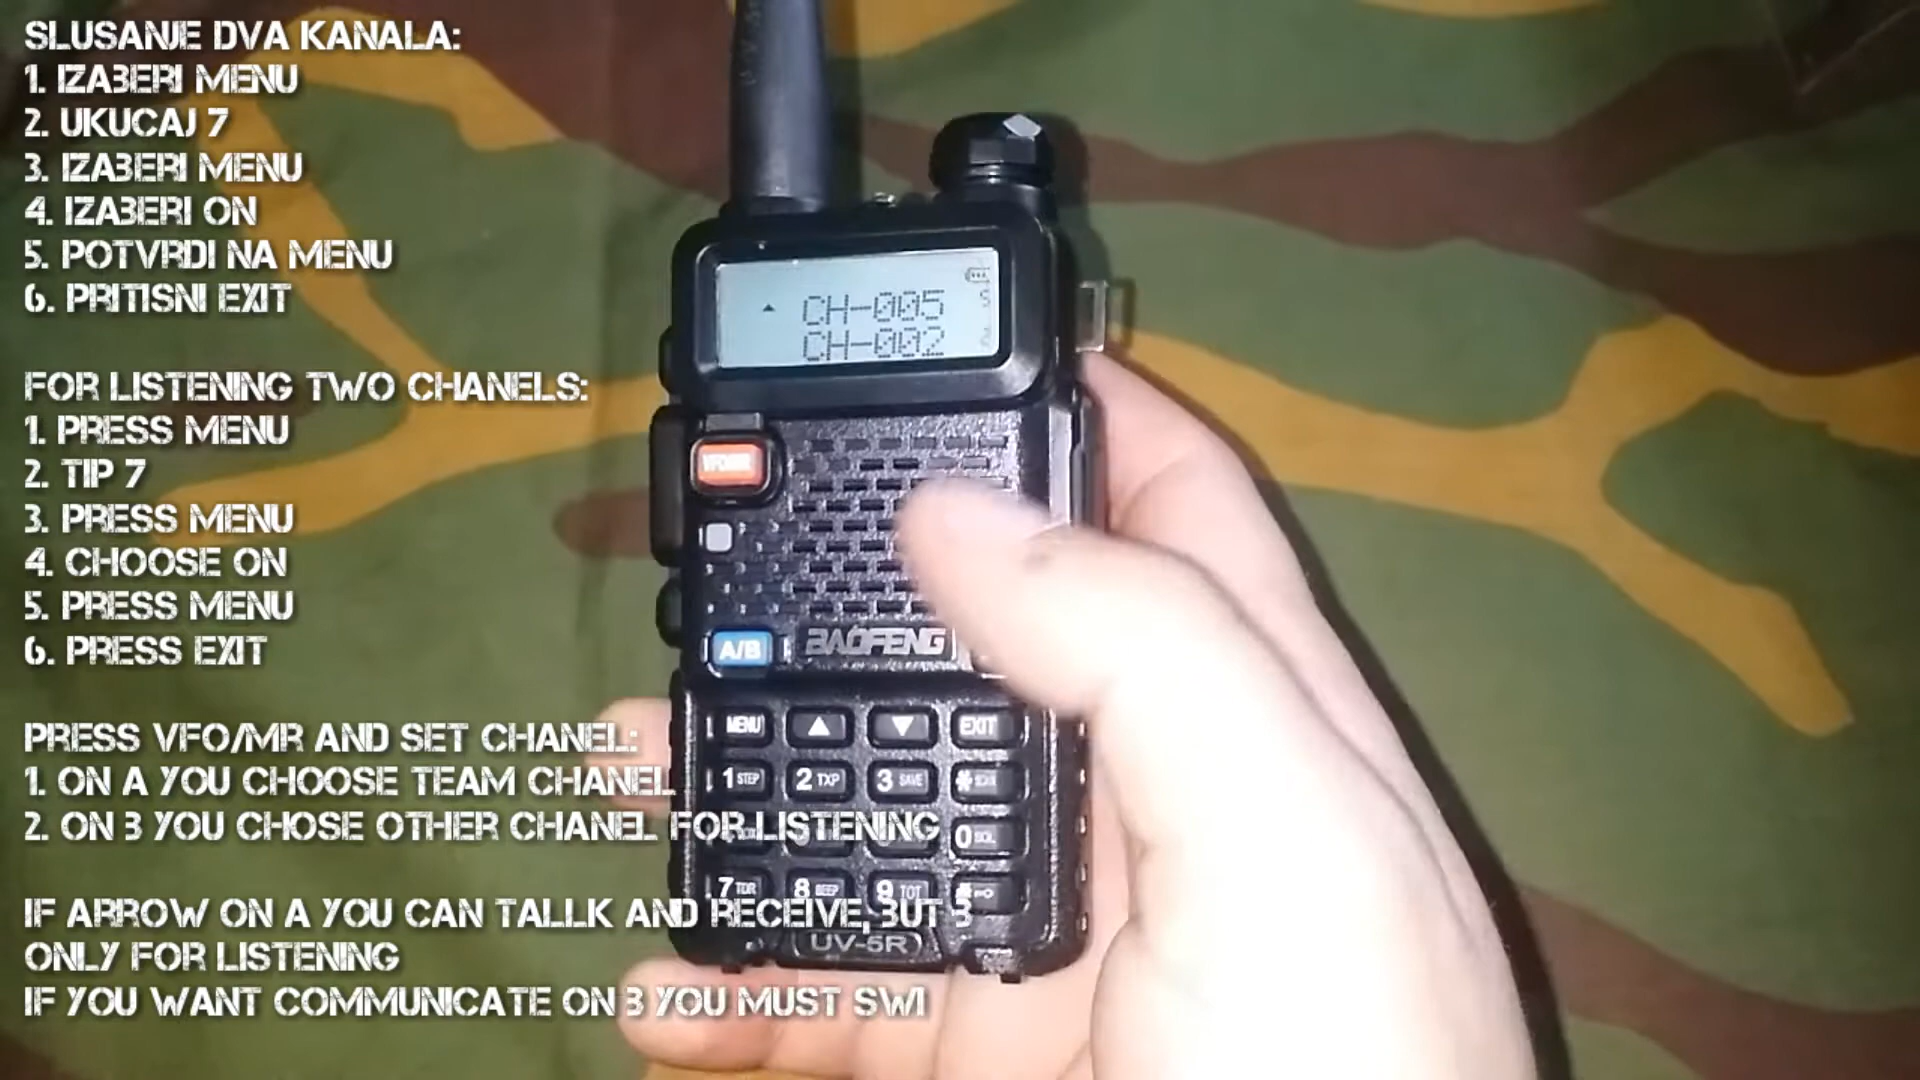 SLUSANJE DVA KANALA:
1. IZABERI MENU
2. UKUCAJ 7
3. IZABERI MENU
4. IZABERI ON
5. POTVRDI NA MENU
6. PRITISNI EXIT
FOR LISTENING TWO CHANELS:
1. PRESS MENU
2. TIP 7
3. PRESS MENU
4. CHOOSE ON
5. PRESS MENU
6. PRESS EXIT
PRESS VFO/MR AND SET CHANEL:
1. ON A YOU CHOOSE TEAM CHANEL
2. ON B YOU CHOSE OTHER CHANEL FOR LISTENING
IF ARROW ON A YOU CAN TALLK AND RECEIVE, BUT B
ONLY FOR LISTENING
IF YOU WANT COMMUNICATE ON B YOU MUST SWI
CH-005
CH-002
VFO/MR
A/B BAOFENG
MENU ▲ ▼ EXIT
1 STEP 2 TXP 3 SAVE * SCAN
0 SQL
7 TDR 8 BEEP 9 TOT #
UV-5R